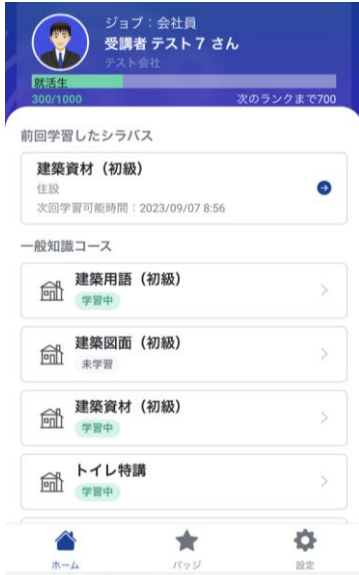 ジョブ：会社員
受講者 テスト７ さん
テスト会社
就活生
300/1000 次のランクまで700
前回学習したシラバス
建築資材（初級）
住設
次回学習可能時間：2023/09/07 8:56
一般知識コース
建築用語（初級）
学習中
建築図面（初級）
未学習
建築資材（初級）
学習中
トイレ特講
学習中
ホーム バッジ 設定